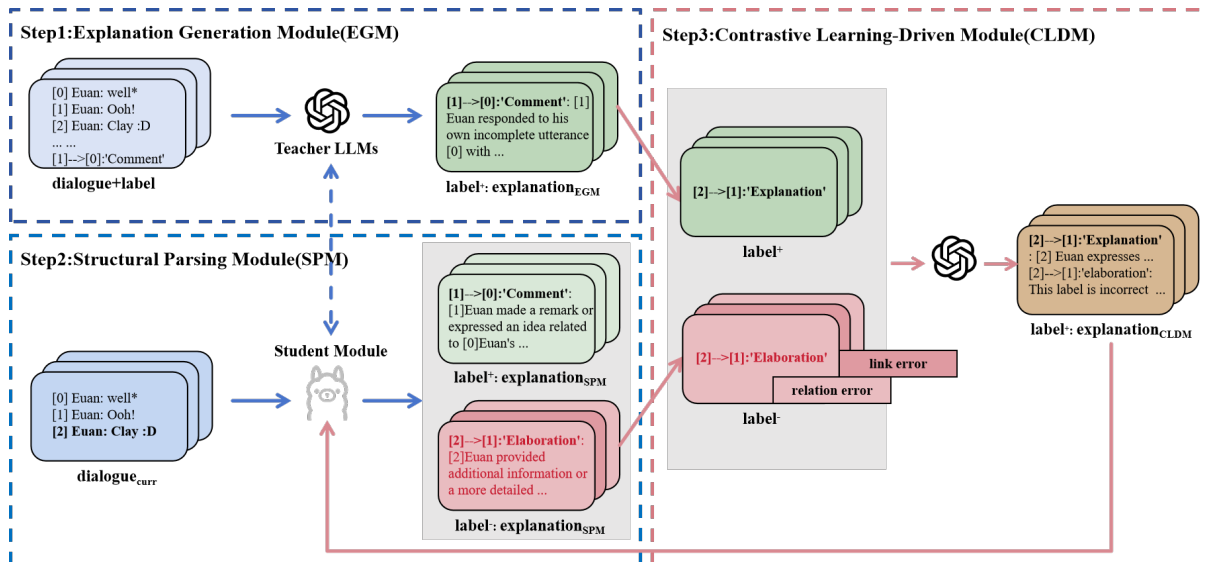 Step1:Explanation Generation Module(EGM)
[0] Euan: well*
[1] Euan: Ooh!
[2] Euan: Clay :D
... ...
[1]-->[0]:'Comment'
dialogue+label
Teacher LLMs
[1]-->[0]:'Comment': [1]
Euan responded to his
own incomplete utterance
[0] with ...
label⁺: explanation_EGM
Step2:Structural Parsing Module(SPM)
[0] Euan: well*
[1] Euan: Ooh!
[2] Euan: Clay :D
dialogue_curr
Student Module
[1]-->[0]:'Comment':
[1]Euan made a remark or
expressed an idea related
to [0]Euan's ...
label⁺: explanation_SPM
[2]-->[1]:'Elaboration':
[2]Euan provided
additional information or
a more detailed ...
label⁻: explanation_SPM
Step3:Contrastive Learning-Driven Module(CLDM)
[2]-->[1]:'Explanation'
label⁺
[2]-->[1]:'Elaboration'
link error
relation error
label⁻
[2]-->[1]:'Explanation'
: [2] Euan expresses ...
[2]-->[1]:'elaboration':
This label is incorrect ...
label⁺: explanation_CLDM